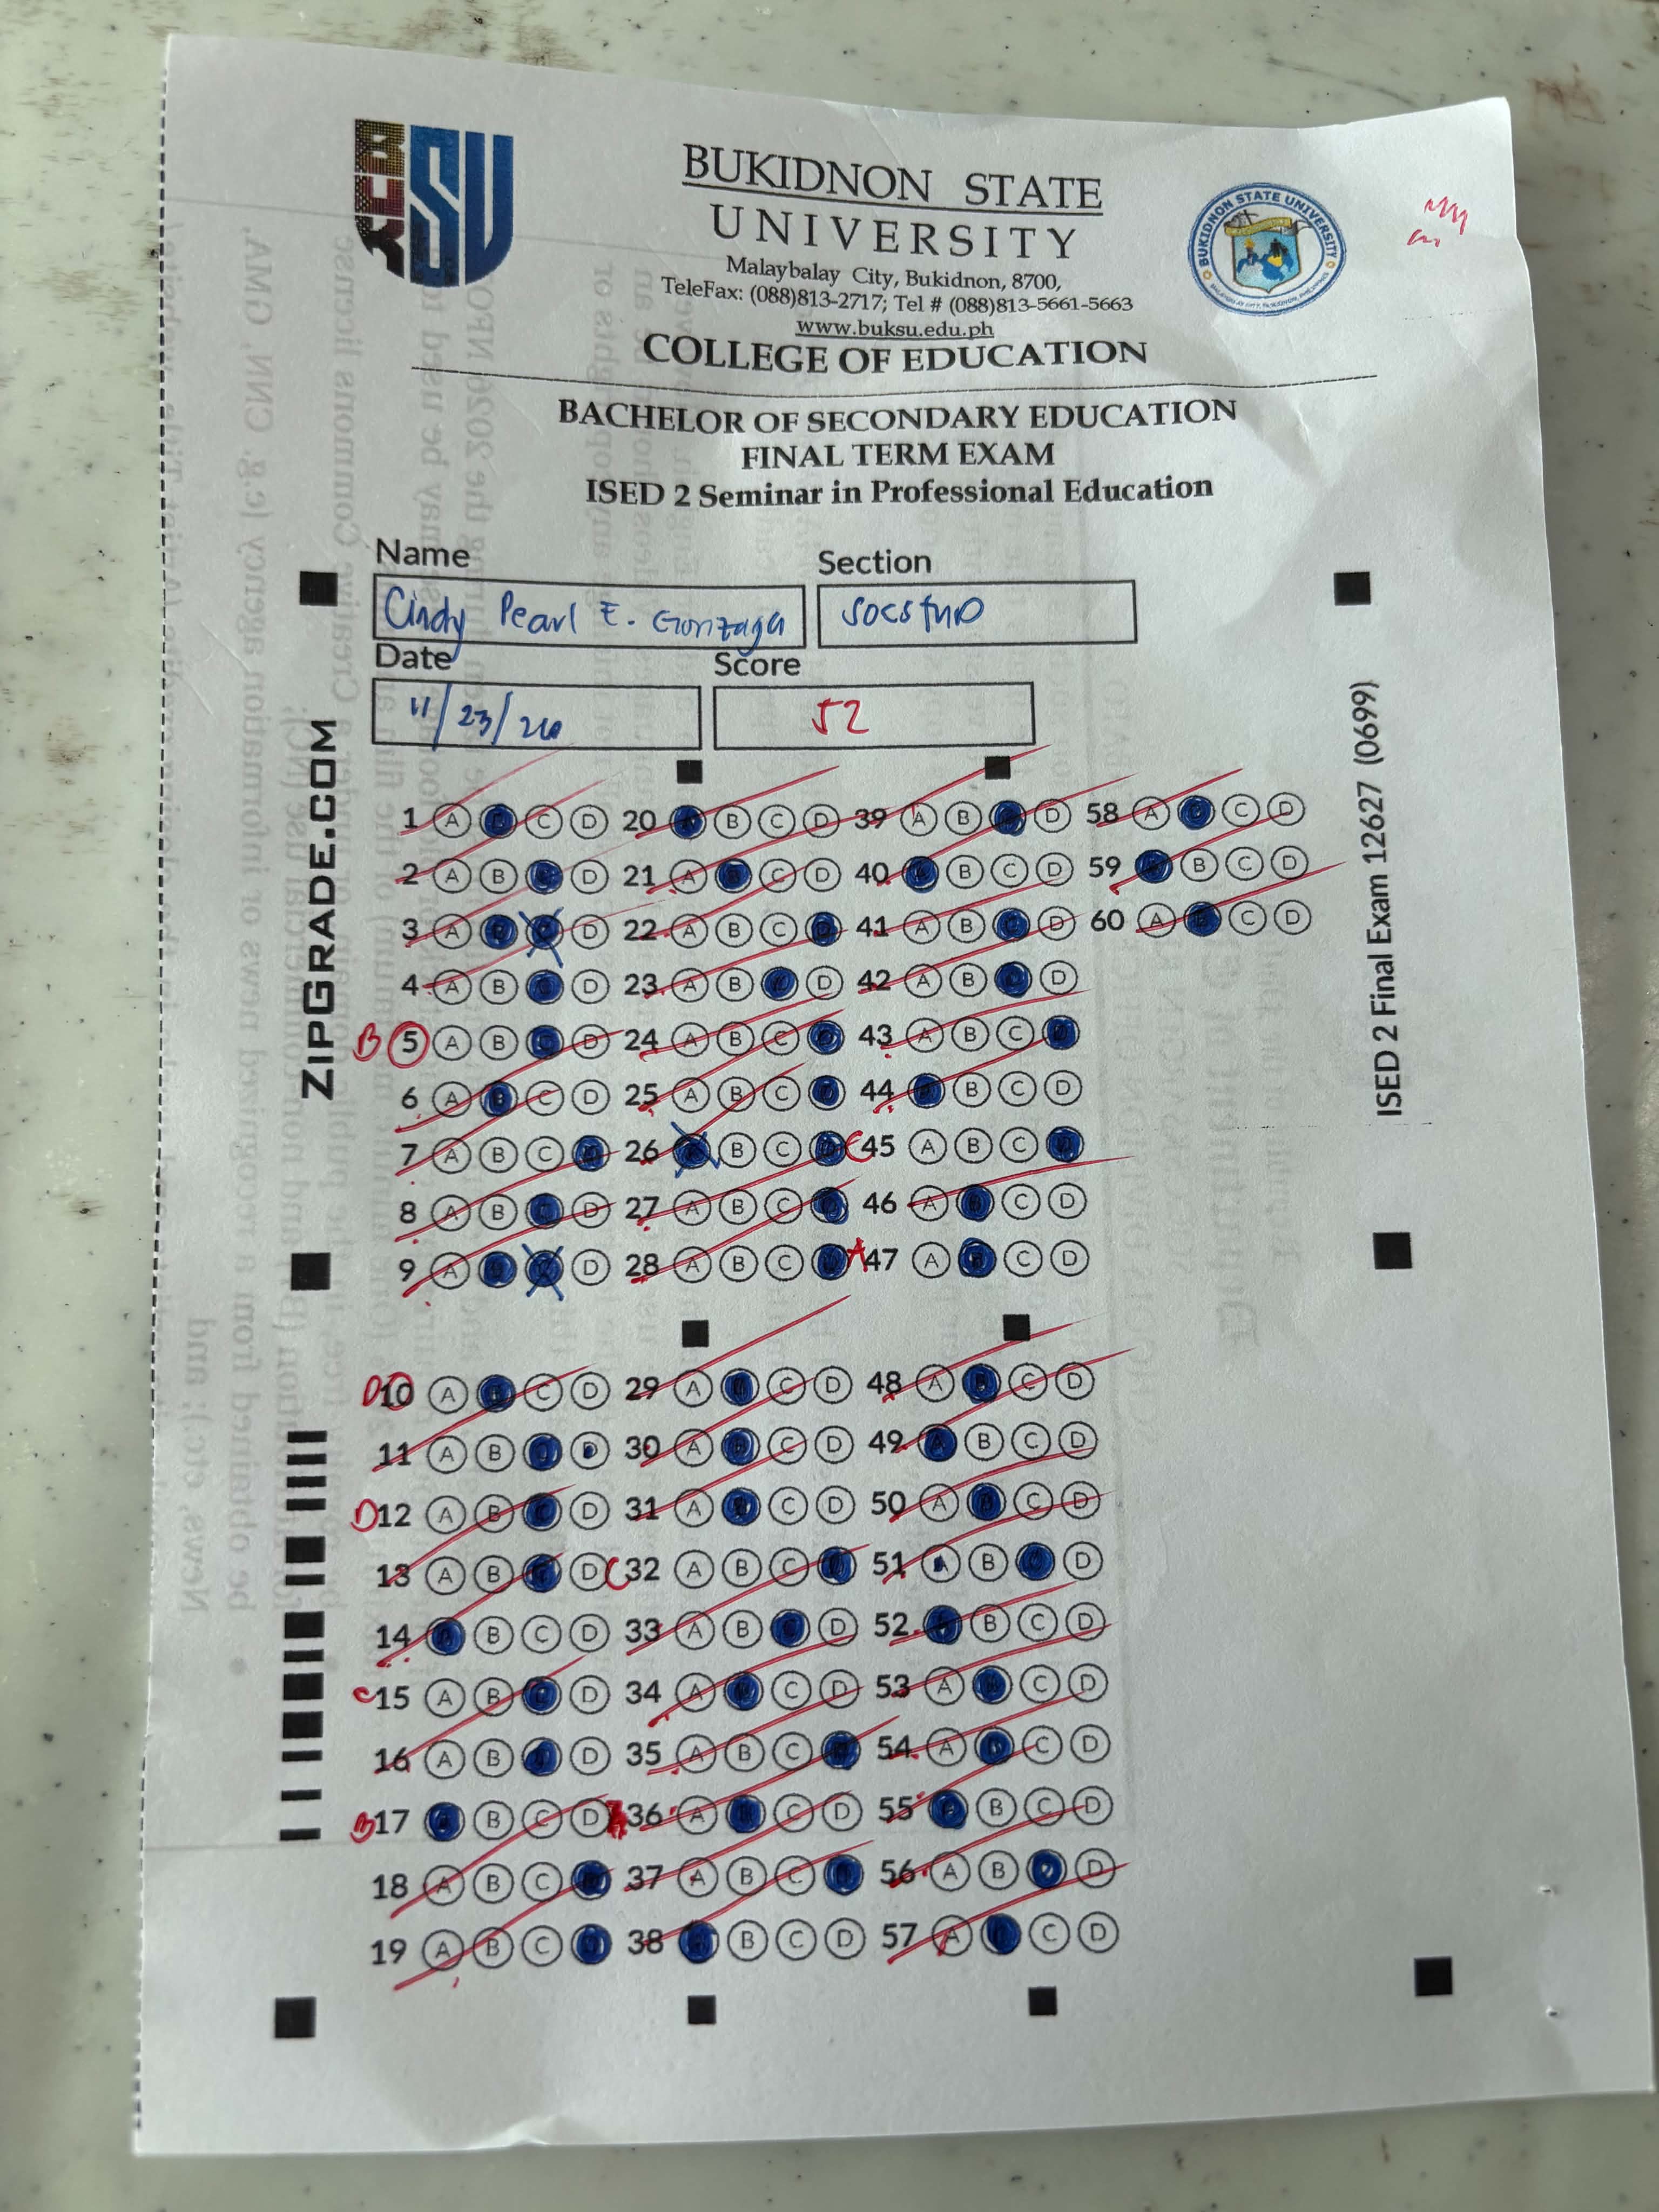 BUKSU
BUKIDNON STATE
UNIVERSITY
Malaybalay City, Bukidnon, 8700,
TeleFax: (088)813-2717; Tel # (088)813-5661-5663
www.buksu.edu.ph
COLLEGE OF EDUCATION
BUKIDNON STATE UNIVERSITY
BACHELOR OF SECONDARY EDUCATION
FINAL TERM EXAM
ISED 2 Seminar in Professional Education
Name Section
Cindy Pearl E. Gonzaga SOCSTUD
Date Score
11/23/26 52
ZIPGRADE.COM
ISED 2 Final Exam 12627 (0699)
1 A C D 20 B C D 39 A B D 58 A C D
2 A B D 21 A C D 40 B C D 59 B C D
3 A D 22 A B C 41 A B D 60 A C D
4 A B D 23 A B D 42 A B D
B 5 A B D 24 A B C 43 A B C
6 A C D 25 A B C 44 B C D
7 A B C 26 B C C 45 A B C
8 A B D 27 A B C 46 A C D
9 A D 28 A B C A 47 A C D
D 10 A C D 29 A C D 48 A C D
11 A B D 30 A C D 49 B C D
D 12 A B D 31 A C D 50 A C D
13 A B D C 32 A B C 51 A B D
14 B C D 33 A B D 52 B C D
C 15 A B D 34 A C D 53 A C D
16 A B D 35 A B C 54 A C D
B 17 B C D 36 A C D 55 B C D
18 A B C 37 A B C 56 A B D
19 A B C 38 B C D 57 A C D